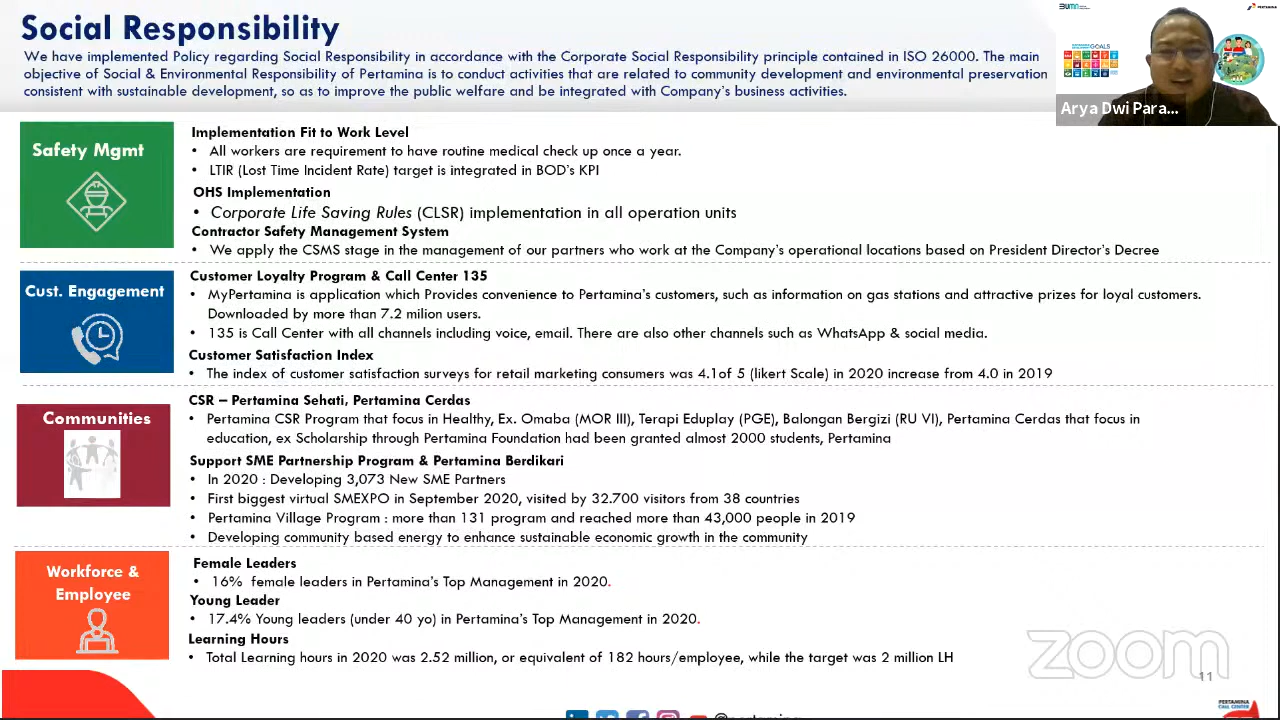 Social Responsibility
We have implemented Policy regarding Social Responsibility in accordance with the Corporate Social Responsibility principle contained in ISO 26000. The main
objective of Social & Environmental Responsibility of Pertamina is to conduct activities that are related to community development and environmental preservation
consistent with sustainable development, so as to improve the public welfare and be integrated with Company's business activities.
BUMN
PERTAMINA
GOALS
Arya Dwi Para...
Safety Mgmt
Implementation Fit to Work Level
• All workers are requirement to have routine medical check up once a year.
• LTIR (Lost Time Incident Rate) target is integrated in BOD's KPI
OHS Implementation
• Corporate Life Saving Rules (CLSR) implementation in all operation units
Contractor Safety Management System
• We apply the CSMS stage in the management of our partners who work at the Company's operational locations based on President Director's Decree
Cust. Engagement
Customer Loyalty Program & Call Center 135
• MyPertamina is application which Provides convenience to Pertamina's customers, such as information on gas stations and attractive prizes for loyal customers.
Downloaded by more than 7.2 milion users.
• 135 is Call Center with all channels including voice, email. There are also other channels such as WhatsApp & social media.
Customer Satisfaction Index
• The index of customer satisfaction surveys for retail marketing consumers was 4.1of 5 (likert Scale) in 2020 increase from 4.0 in 2019
Communities
CSR – Pertamina Sehati, Pertamina Cerdas
• Pertamina CSR Program that focus in Healthy, Ex. Omaba (MOR III), Terapi Eduplay (PGE), Balongan Bergizi (RU VI), Pertamina Cerdas that focus in
education, ex Scholarship through Pertamina Foundation had been granted almost 2000 students, Pertamina
Support SME Partnership Program & Pertamina Berdikari
• In 2020 : Developing 3,073 New SME Partners
• First biggest virtual SMEXPO in September 2020, visited by 32.700 visitors from 38 countries
• Pertamina Village Program : more than 131 program and reached more than 43,000 people in 2019
• Developing community based energy to enhance sustainable economic growth in the community
Workforce &
Employee
Female Leaders
• 16% female leaders in Pertamina's Top Management in 2020.
Young Leader
• 17.4% Young leaders (under 40 yo) in Pertamina's Top Management in 2020.
Learning Hours
• Total Learning hours in 2020 was 2.52 million, or equivalent of 182 hours/employee, while the target was 2 million LH
zoom
11
PERTAMINA
CALL CENTER